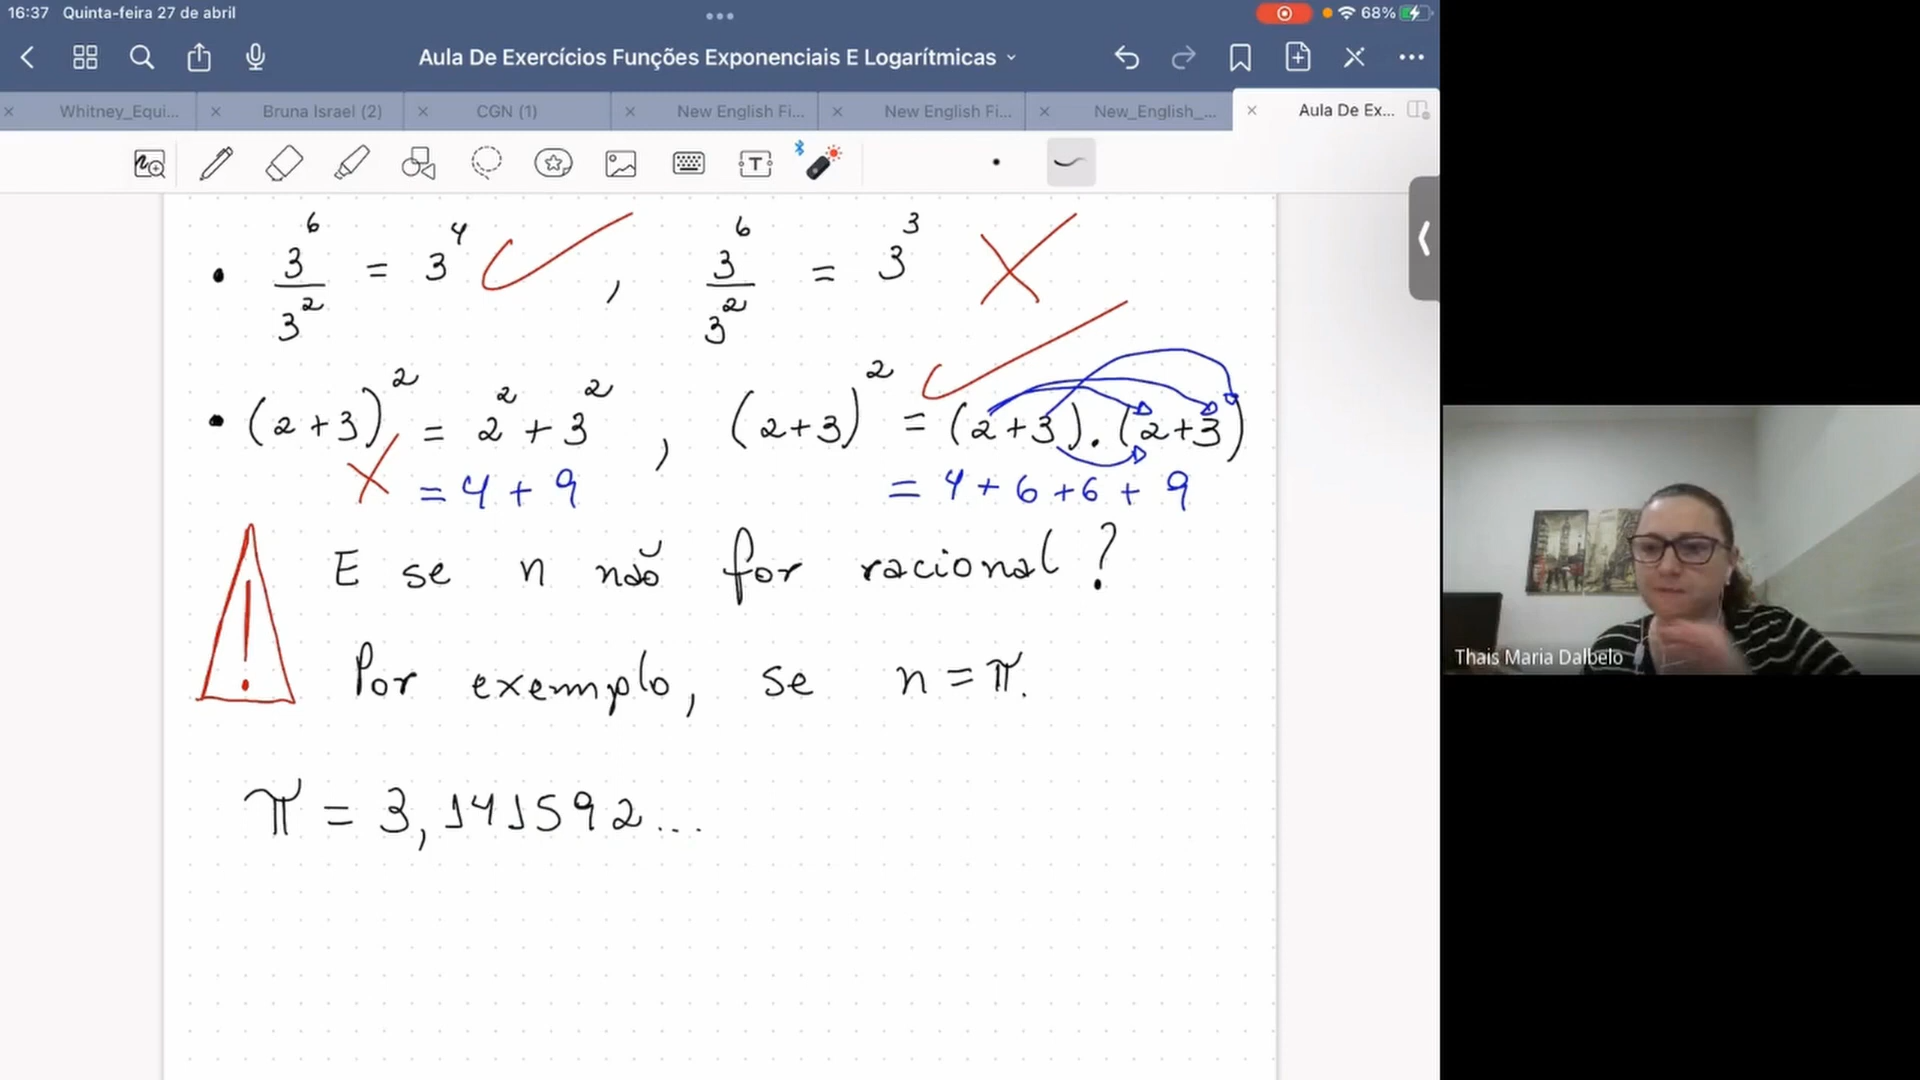 16:37 Quinta-feira 27 de abril
68%
Aula De Exercícios Funções Exponenciais E Logarítmicas
Whitney_Equi...
Bruna Israel (2)
CGN (1)
New English Fi...
New English Fi...
New_English_...
Aula De Ex...
• 3^6/3^2 = 3^4 , 3^6/3^2 = 3^3
• (2+3)^2 = 2^2 + 3^2 , (2+3)^2 = (2+3).(2+3)
= 4 + 9 = 4 + 6 + 6 + 9
! E se n não for racional?
Por exemplo, se n = π.
π = 3,141592...
Thais Maria Dalbelo